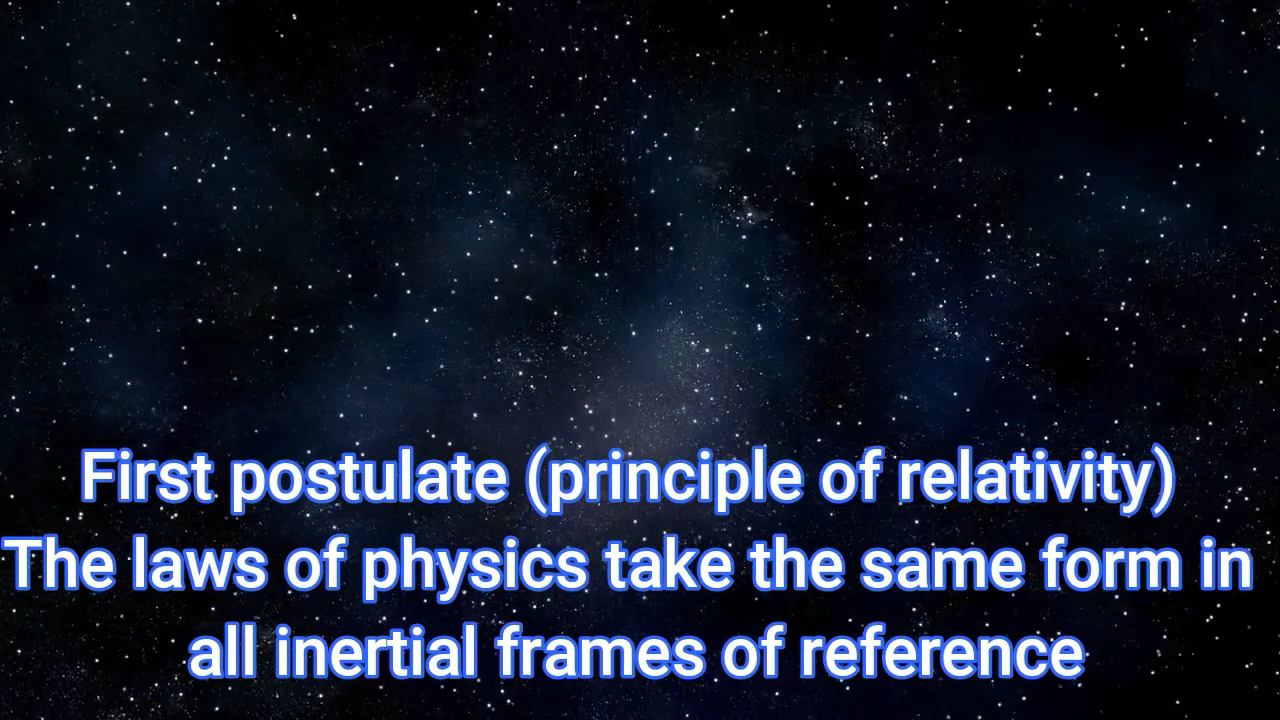 First postulate (principle of relativity)
The laws of physics take the same form in
all inertial frames of reference